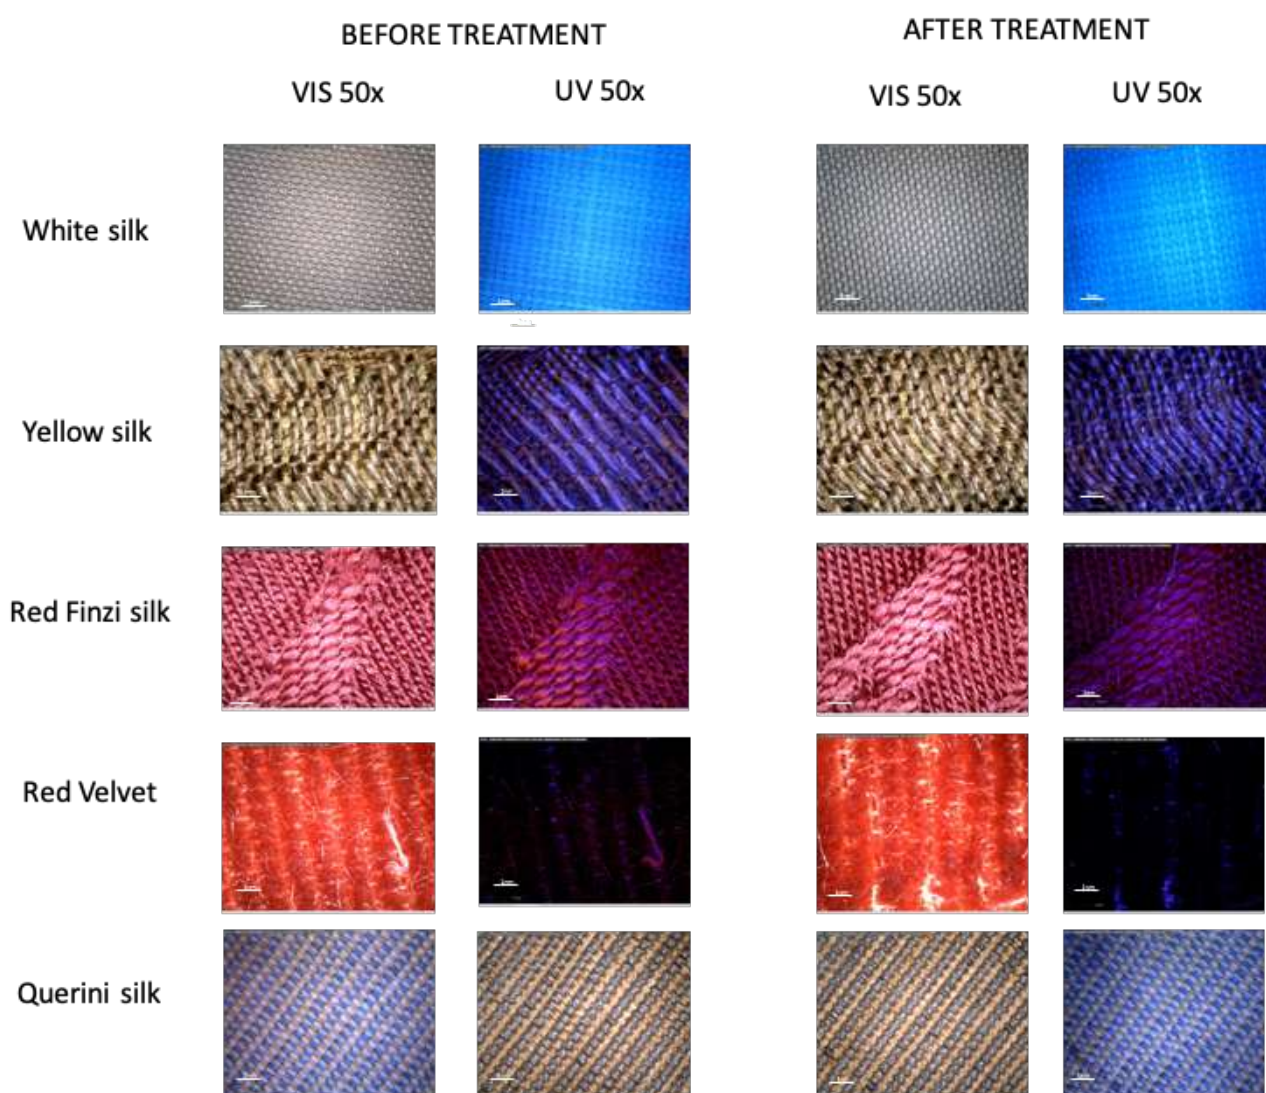 BEFORE TREATMENT
AFTER TREATMENT
VIS 50x
UV 50x
VIS 50x
UV 50x
White silk
Yellow silk
Red Finzi silk
Red Velvet
Querini silk